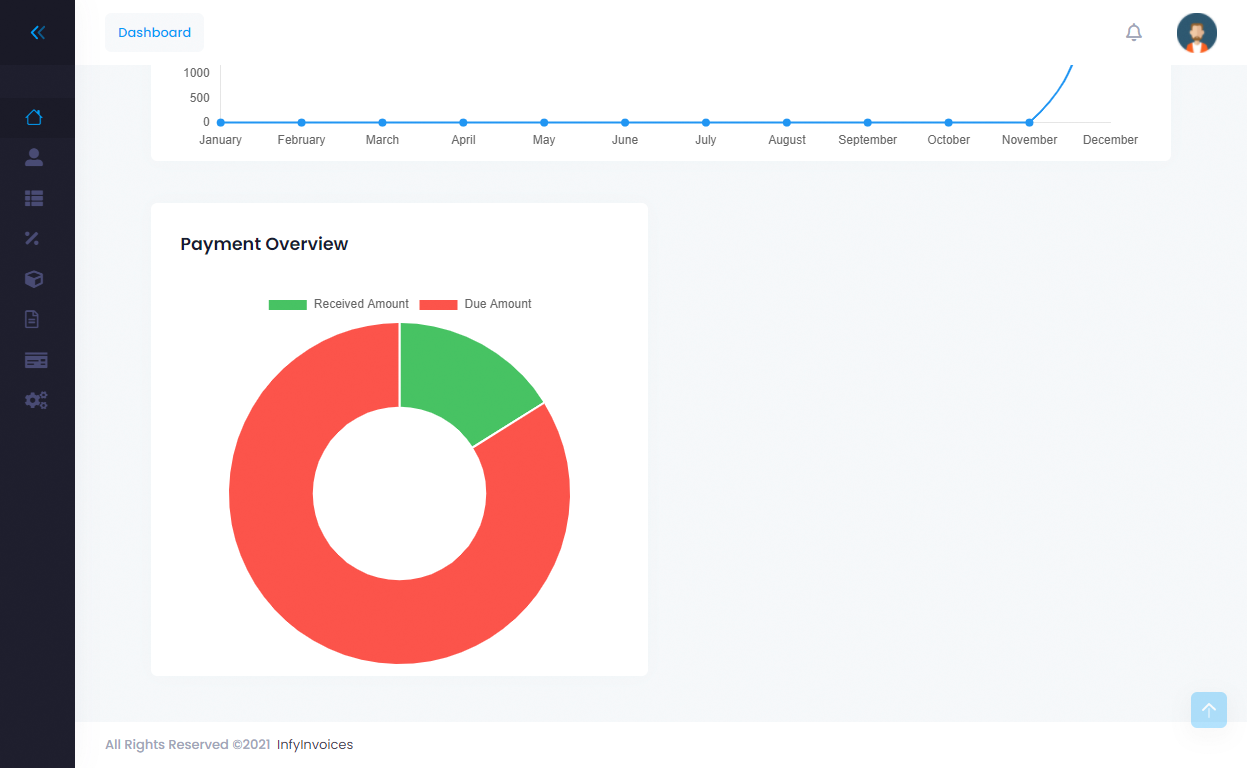 Dashboard
1000
500
0
January February March April May June July August September October November December
Payment Overview
Received Amount Due Amount
All Rights Reserved ©2021 InfyInvoices